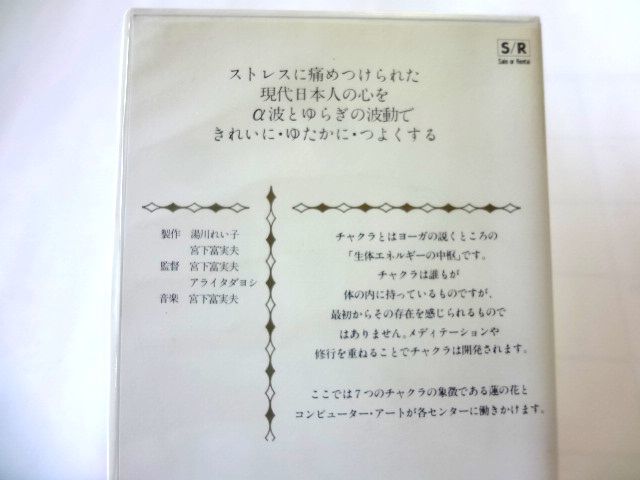 S/R
Sale or Rental
ストレスに痛めつけられた
現代日本人の心を
α波とゆらぎの波動で
きれいに・ゆたかに・つよくする
製作 湯川れい子
宮下富実夫
監督 宮下富実夫
アライタダヨシ
音楽 宮下富実夫
チャクラとはヨーガの説くところの
「生体エネルギーの中枢」です。
チャクラは誰もが
体の内に持っているものですが、
最初からその存在を感じられるもので
はありません。メディテーションや
修行を重ねることでチャクラは開発されます。
ここでは7つのチャクラの象徴である蓮の花と
コンピューター・アートが各センターに働きかけます。